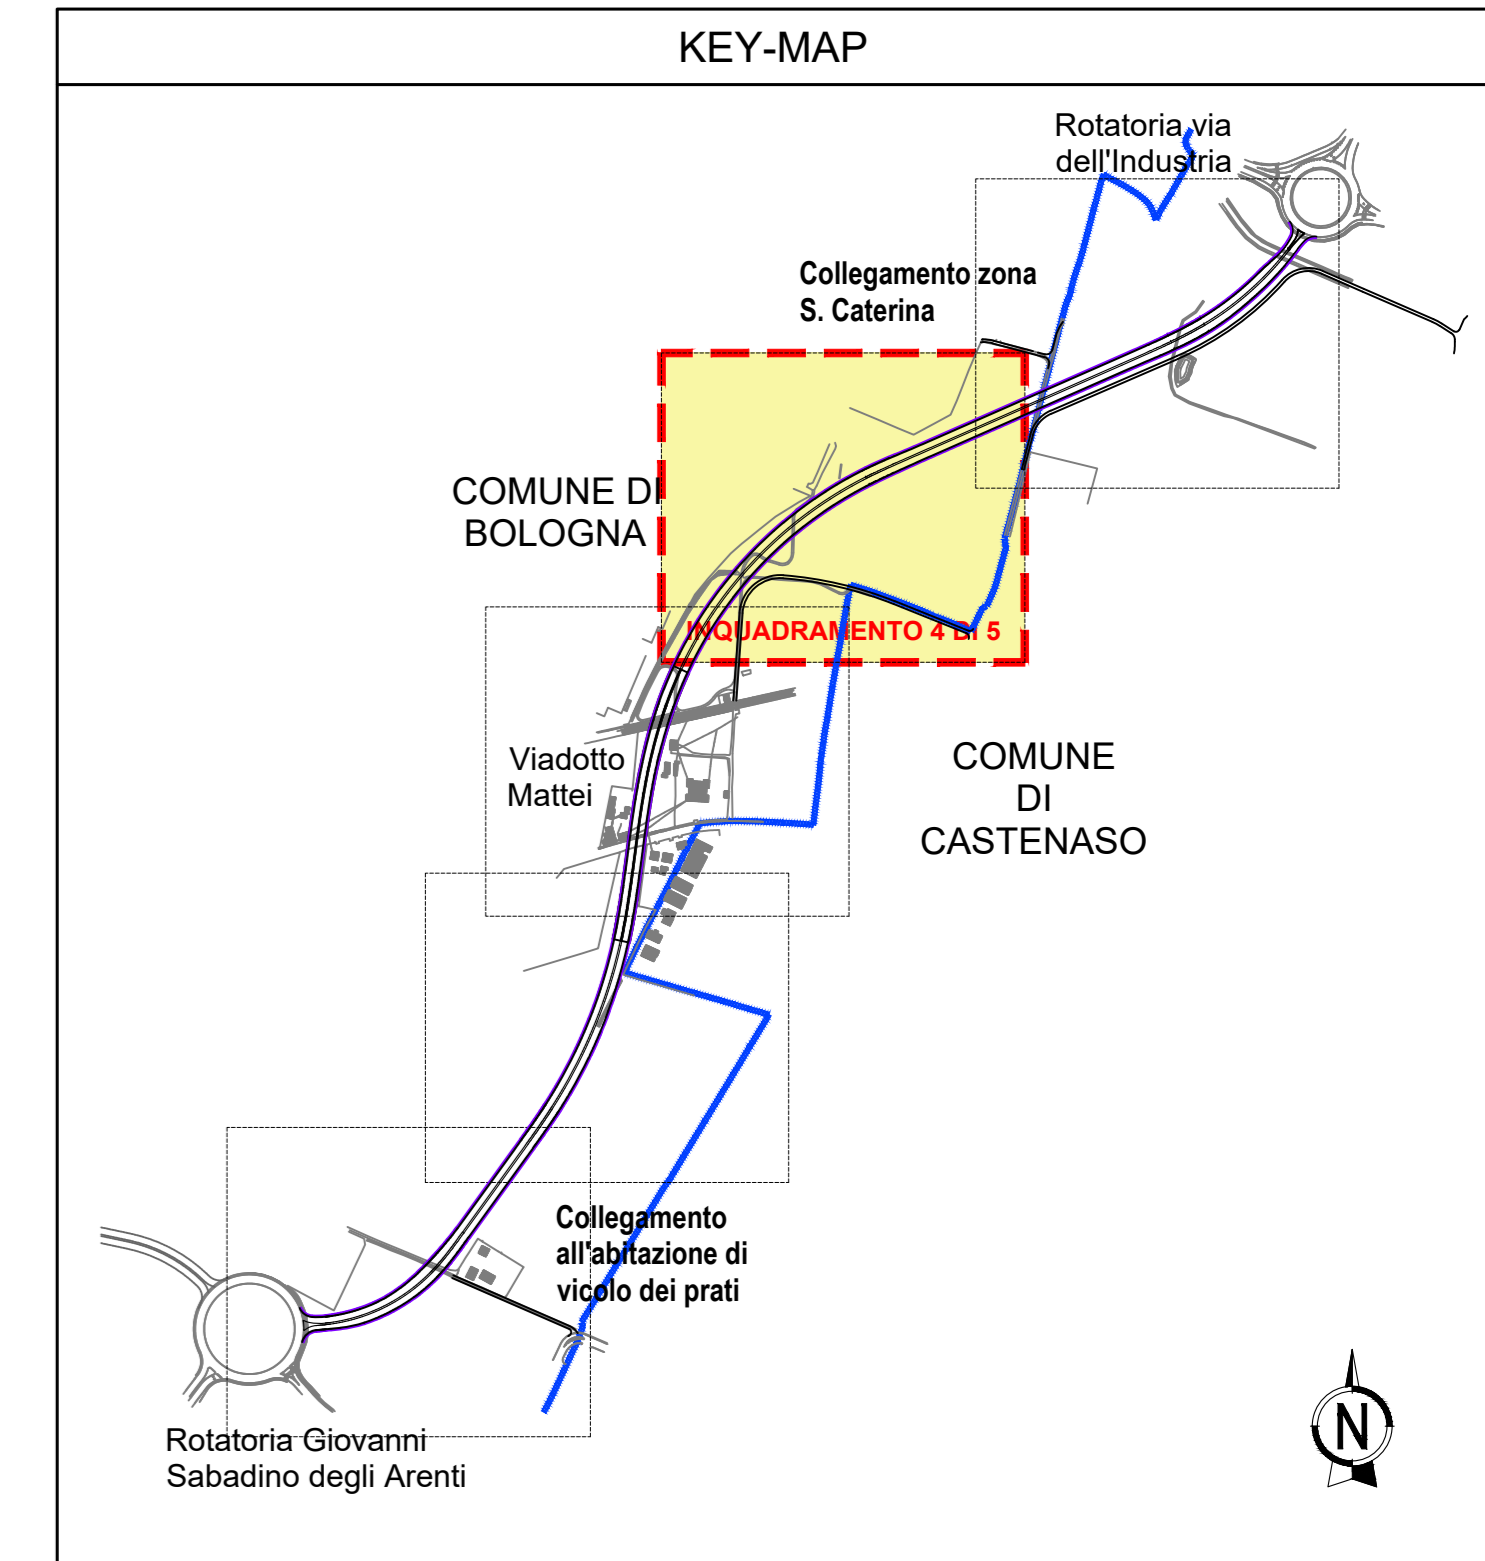 KEY-MAP
Rotatoria via
dell'Industria
Collegamento zona
S. Caterina
COMUNE DI
BOLOGNA
INQUADRAMENTO 4 DI 5
Viadotto
Mattei
COMUNE
DI
CASTENASO
Collegamento
all'abitazione di
vicolo dei prati
Rotatoria Giovanni
Sabadino degli Arenti
N